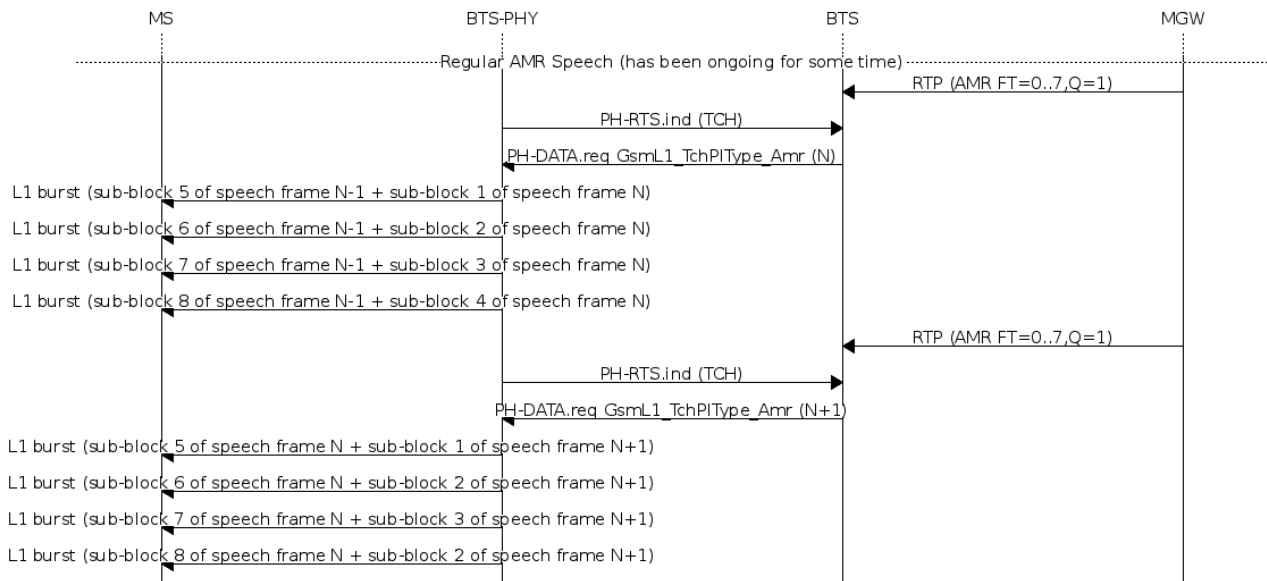 MS BTS-PHY BTS MGW
Regular AMR Speech (has been ongoing for some time)
RTP (AMR FT=0..7,Q=1)
PH-RTS.ind (TCH)
PH-DATA.req GsmL1_TchPlType_Amr (N)
L1 burst (sub-block 5 of speech frame N-1 + sub-block 1 of speech frame N)
L1 burst (sub-block 6 of speech frame N-1 + sub-block 2 of speech frame N)
L1 burst (sub-block 7 of speech frame N-1 + sub-block 3 of speech frame N)
L1 burst (sub-block 8 of speech frame N-1 + sub-block 4 of speech frame N)
RTP (AMR FT=0..7,Q=1)
PH-RTS.ind (TCH)
PH-DATA.req GsmL1_TchPlType_Amr (N+1)
L1 burst (sub-block 5 of speech frame N + sub-block 1 of speech frame N+1)
L1 burst (sub-block 6 of speech frame N + sub-block 2 of speech frame N+1)
L1 burst (sub-block 7 of speech frame N + sub-block 3 of speech frame N+1)
L1 burst (sub-block 8 of speech frame N + sub-block 2 of speech frame N+1)